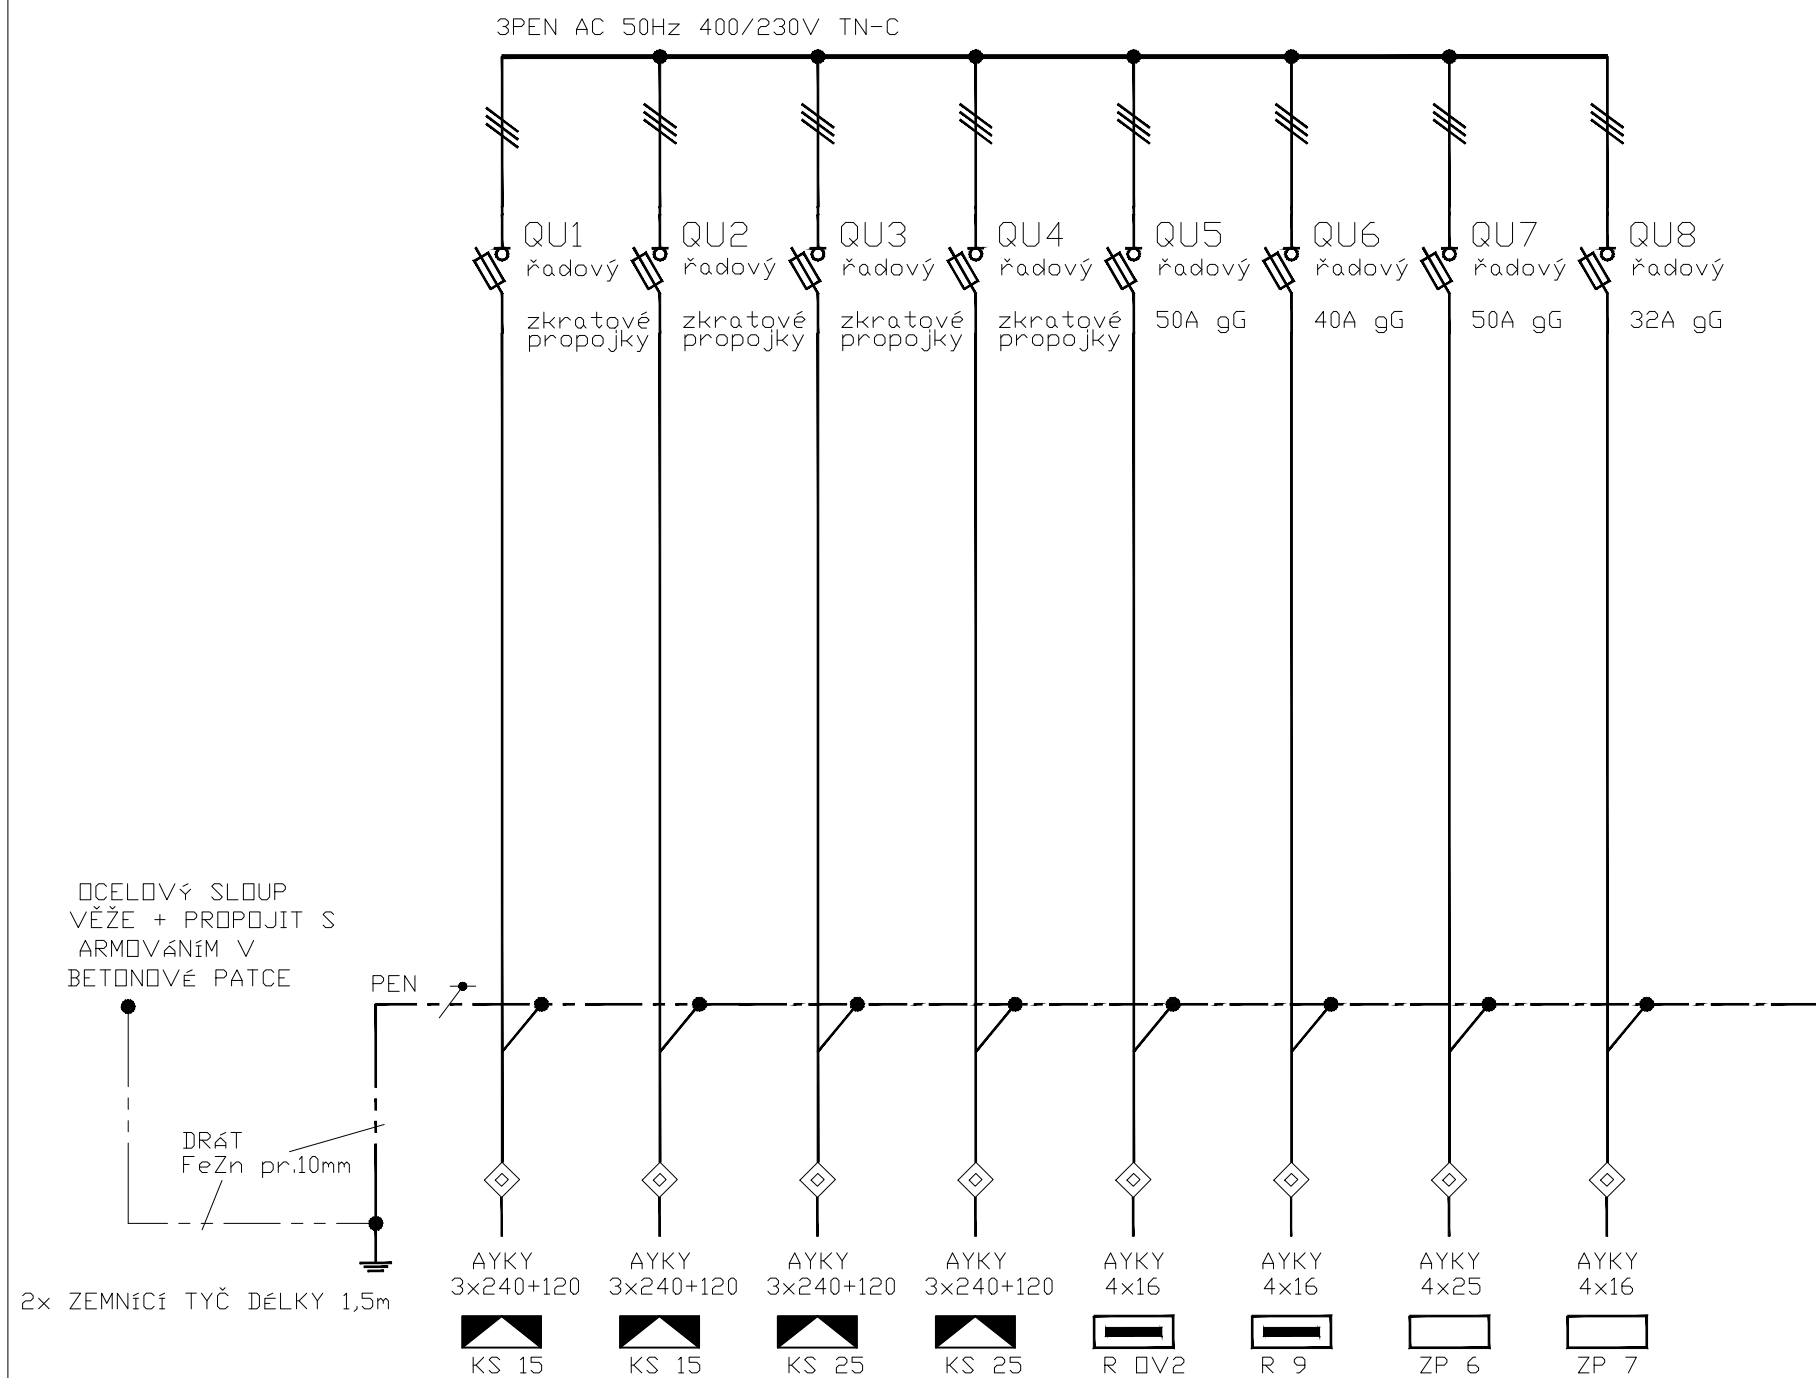 3PEN AC 50Hz 400/230V TN-C
QU1
řadový
zkratové
propojky
QU2
řadový
zkratové
propojky
QU3
řadový
zkratové
propojky
QU4
řadový
zkratové
propojky
QU5
řadový
50A gG
QU6
řadový
40A gG
QU7
řadový
50A gG
QU8
řadový
32A gG
OCELOVÝ SLOUP
VĚŽE + PROPOJIT S
ARMOVÁNÍM V
BETONOVÉ PATCE
PEN
DRÁT
FeZn pr.10mm
2x ZEMNÍCÍ TYČ DÉLKY 1,5m
AYKY
3x240+120
KS 15
AYKY
3x240+120
KS 15
AYKY
3x240+120
KS 25
AYKY
3x240+120
KS 25
AYKY
4x16
R OV2
AYKY
4x16
R 9
AYKY
4x25
ZP 6
AYKY
4x16
ZP 7